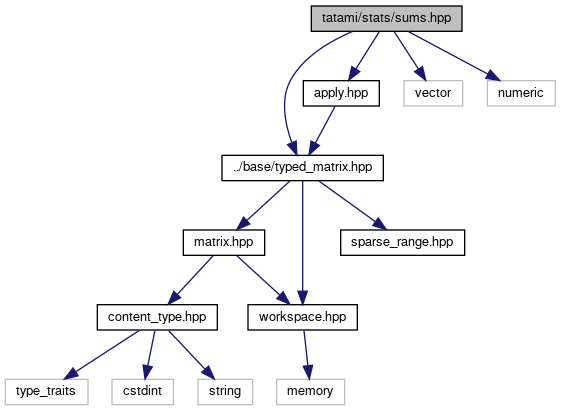 tatami/stats/sums.hpp
apply.hpp
vector
numeric
../base/typed_matrix.hpp
matrix.hpp
sparse_range.hpp
content_type.hpp
workspace.hpp
type_traits
cstdint
string
memory